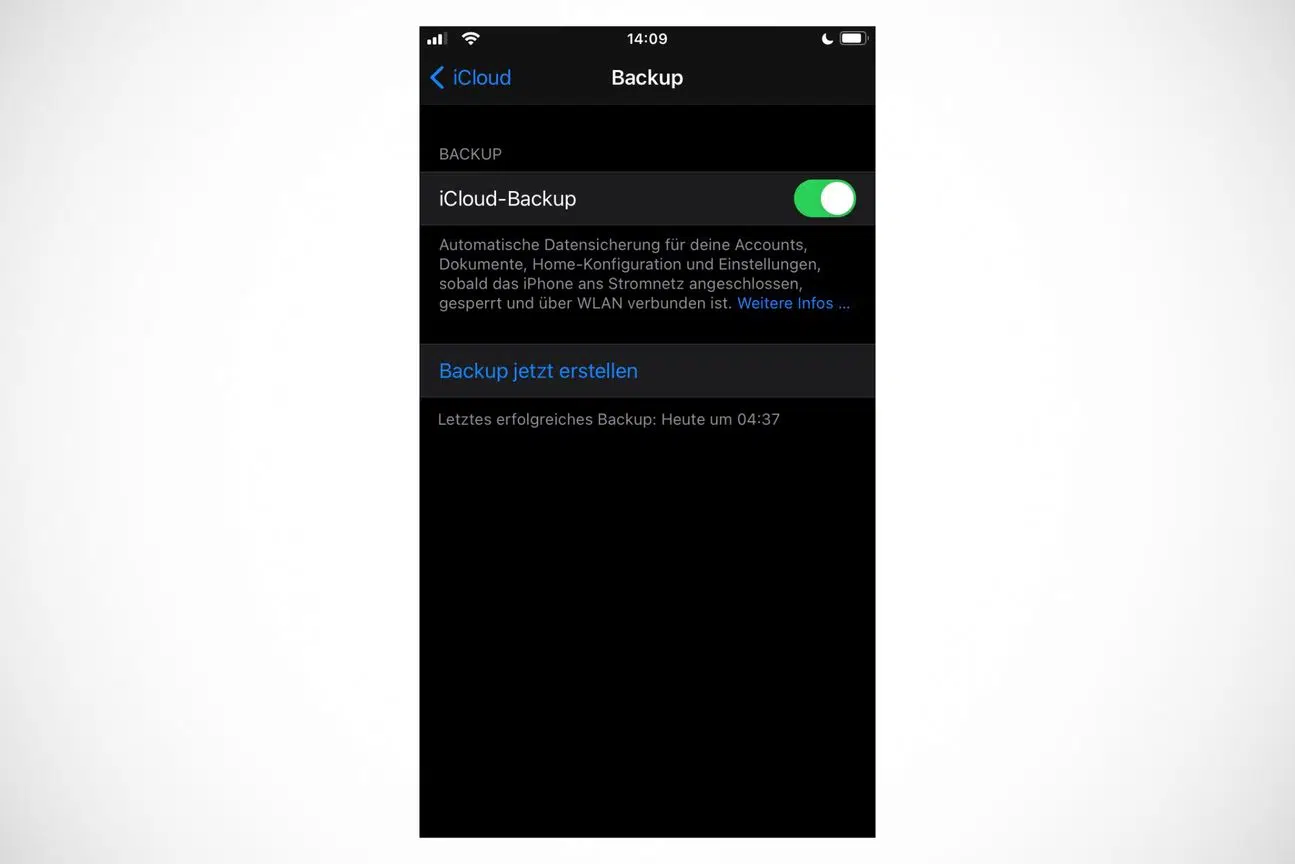 14:09
iCloud
Backup
BACKUP
iCloud-Backup
Automatische Datensicherung für deine Accounts,
Dokumente, Home-Konfiguration und Einstellungen,
sobald das iPhone ans Stromnetz angeschlossen,
gesperrt und über WLAN verbunden ist. Weitere Infos ...
Backup jetzt erstellen
Letztes erfolgreiches Backup: Heute um 04:37